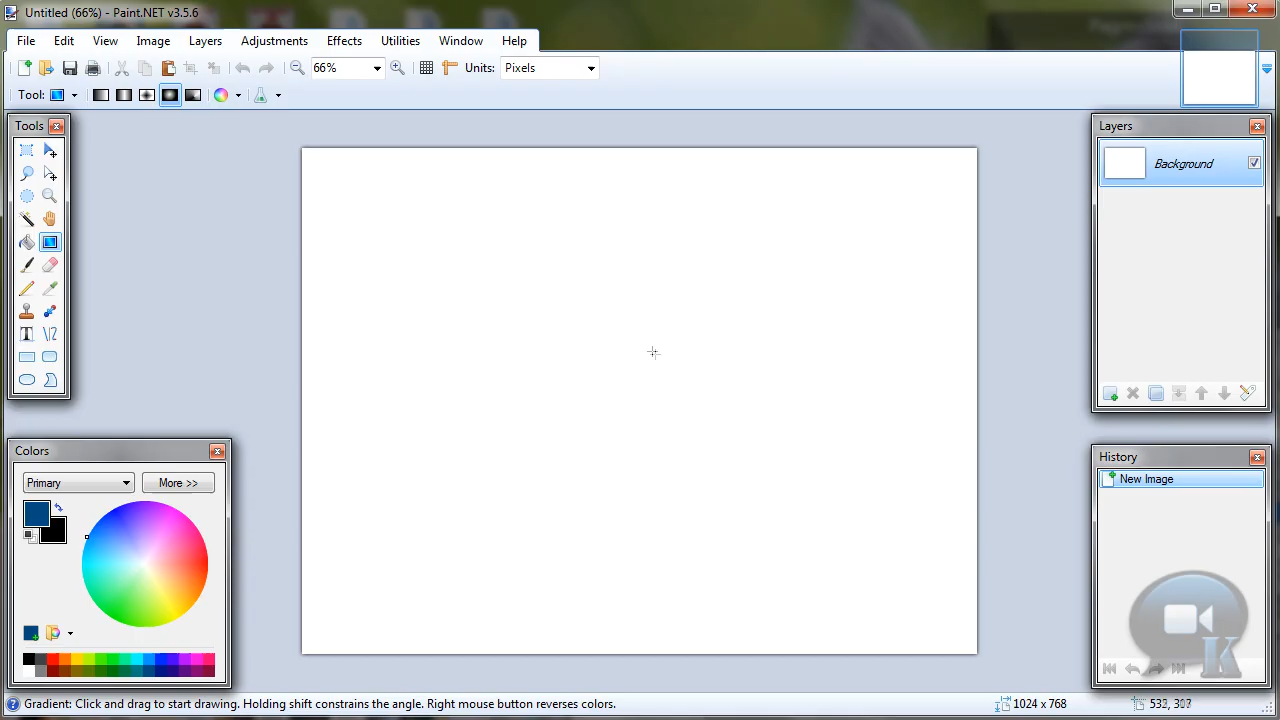 Untitled (66%) - Paint.NET v3.5.6
File Edit View Image Layers Adjustments Effects Utilities Window Help
66% Units: Pixels
Tool:
Tools
Layers
Background
Colors
Primary More >>
History
New Image
K
Gradient: Click and drag to start drawing. Holding shift constrains the angle. Right mouse button reverses colors. 1024 x 768 532, 307